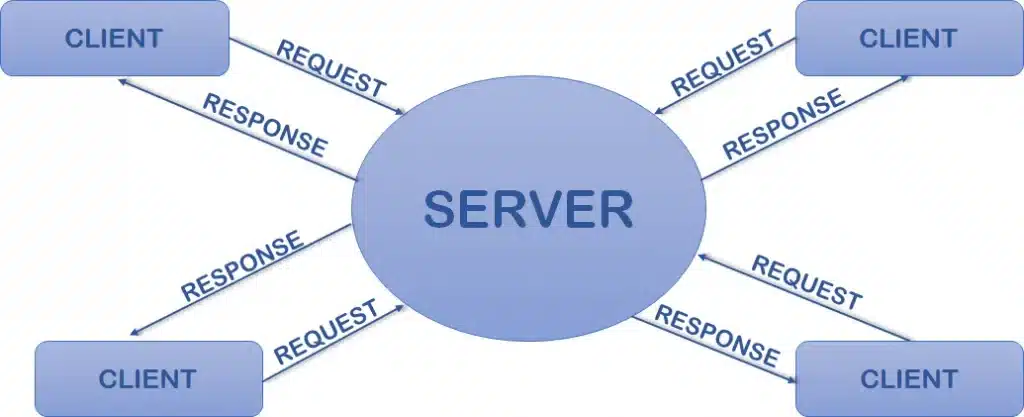 CLIENT
CLIENT
REQUEST
REQUEST
RESPONSE
RESPONSE
SERVER
RESPONSE
REQUEST
REQUEST
RESPONSE
CLIENT
CLIENT